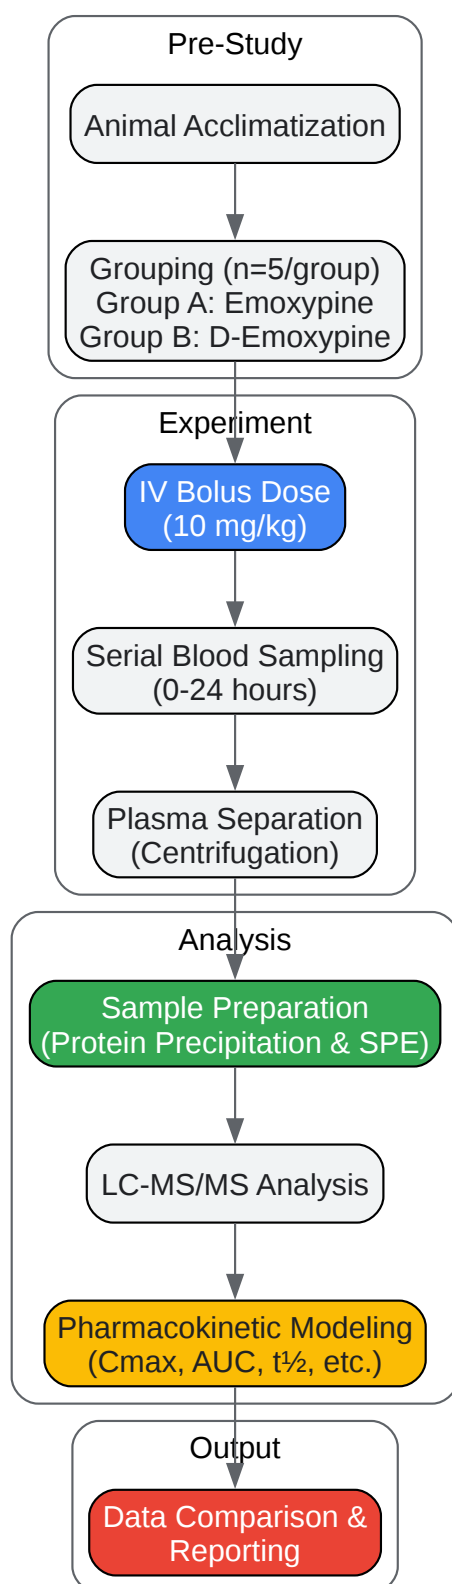 Pre-Study
Animal Acclimatization
Grouping (n=5/group)
Group A: Emoxypine
Group B: D-Emoxypine
Experiment
IV Bolus Dose
(10 mg/kg)
Serial Blood Sampling
(0-24 hours)
Plasma Separation
(Centrifugation)
Analysis
Sample Preparation
(Protein Precipitation & SPE)
LC-MS/MS Analysis
Pharmacokinetic Modeling
(Cmax, AUC, t½, etc.)
Output
Data Comparison &
Reporting